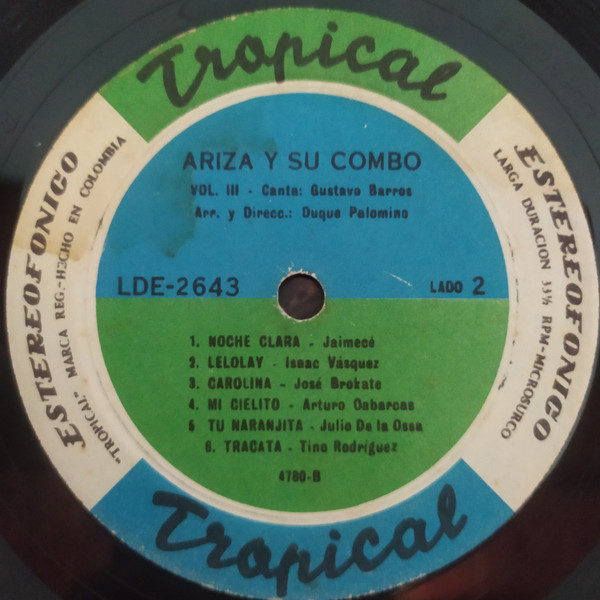 Tropical
ARIZA Y SU COMBO
VOL. III - Canta: Gustavo Barros
Arr. y Direcc.: Duque Palomino
LDE-2643
LADO 2
1. NOCHE CLARA - Jaimecé
2. LELOLAY - Isaac Vásquez
3. CAROLINA - José Brokate
4. MI CIELITO - Arturo Cabarcas
5 TU NARANJITA - Julio De la Ossa
6. TRACATA - Tino Rodríguez
4780-B
ESTEREOFONICO
"TROPICAL" MARCA REG.-HECHO EN COLOMBIA
ESTEREOFONICO
LARGA DURACION 33⅓ RPM-MICROSURCO
Tropical